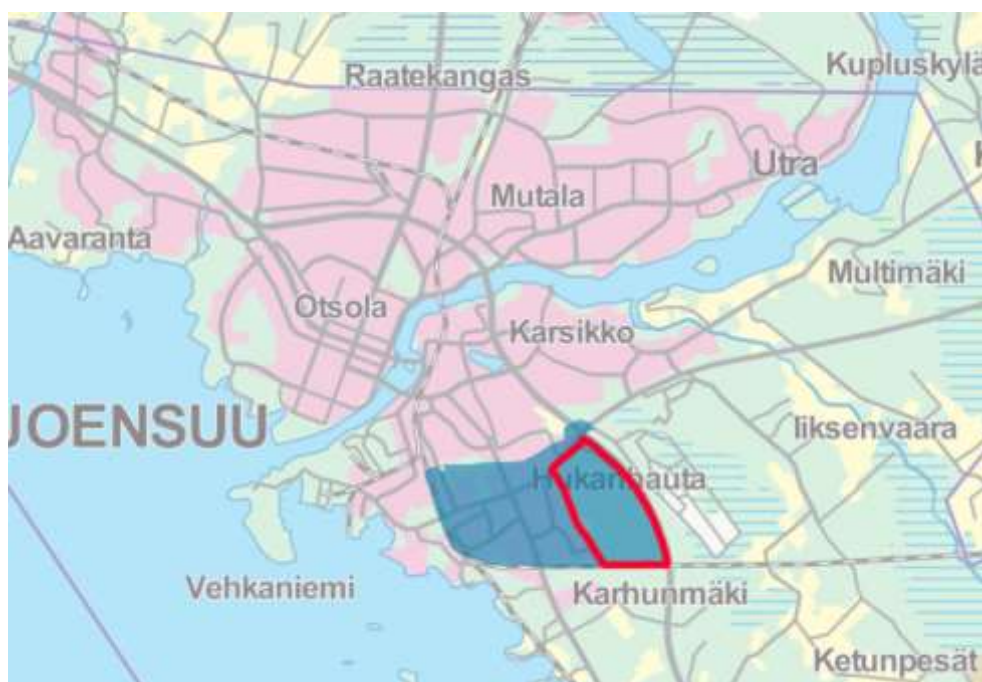 Raatekangas
Kupluskylä
Mutala
Utra
Aavaranta
Multimäki
Otsola
Karsikko
JOENSUU
Iiksenvaara
Hukanhauta
Vehkaniemi
Karhunmäki
Ketunpesät